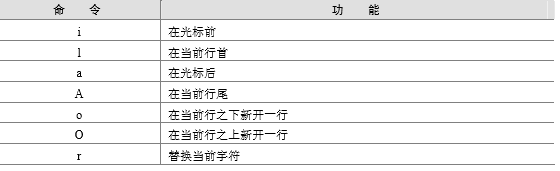 命 令 功 能
i 在光标前
l 在当前行首
a 在光标后
A 在当前行尾
o 在当前行之下新开一行
O 在当前行之上新开一行
r 替换当前字符